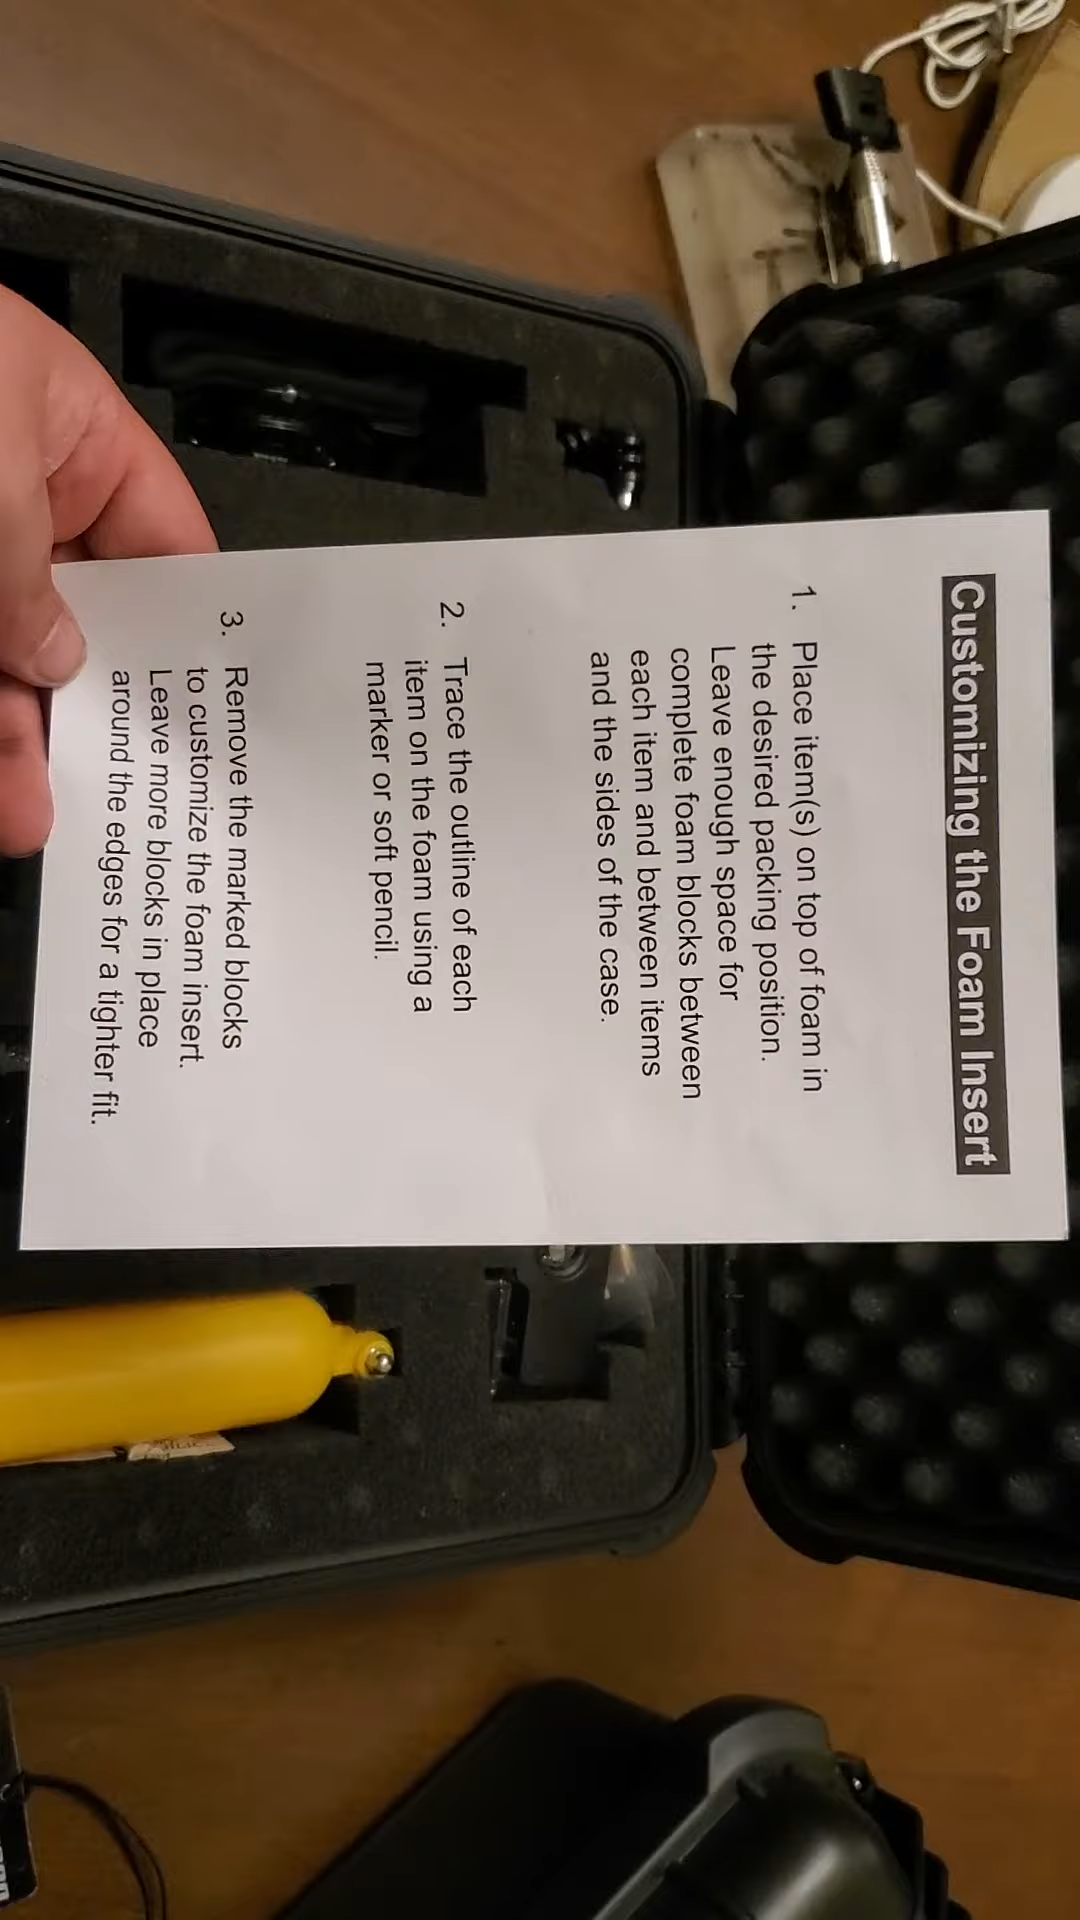 Customizing the Foam Insert
1. Place item(s) on top of foam in
the desired packing position.
Leave enough space for
complete foam blocks between
each item and between items
and the sides of the case.
2. Trace the outline of each
item on the foam using a
marker or soft pencil.
3. Remove the marked blocks
to customize the foam insert.
Leave more blocks in place
around the edges for a tighter fit.